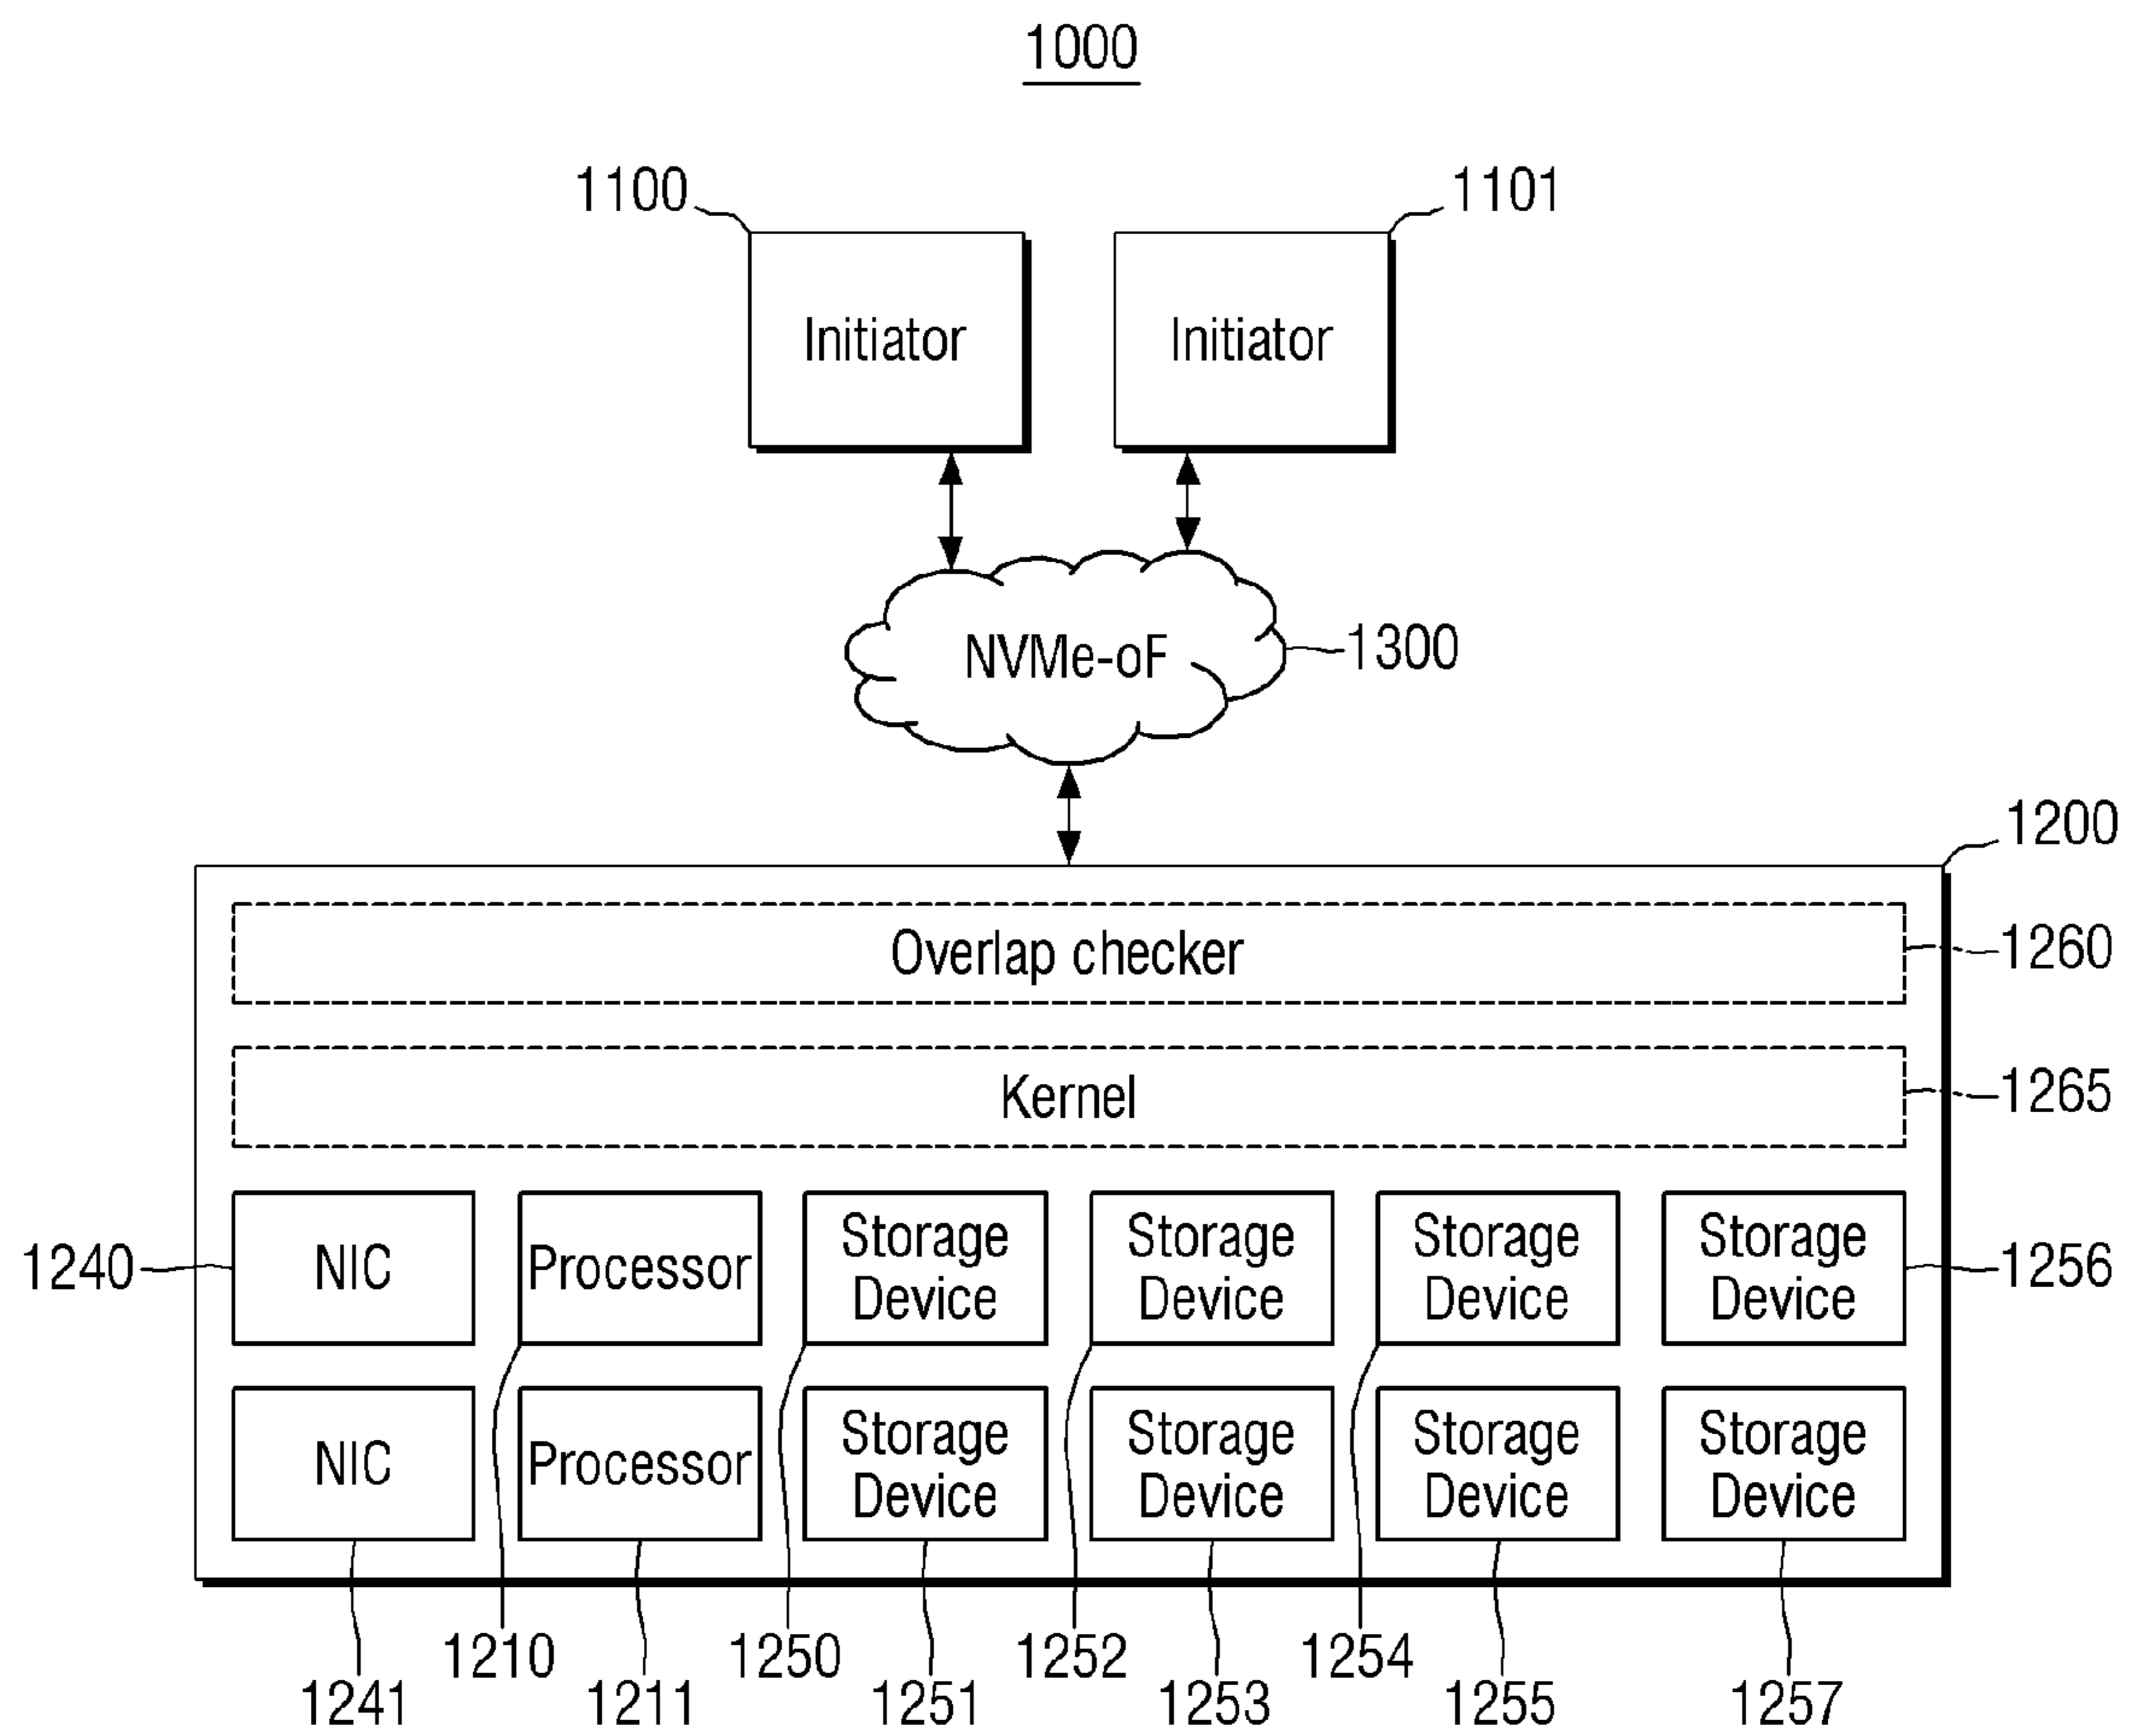 1000
1100
1101
Initiator
Initiator
NVMe-oF
1300
1200
Overlap checker
1260
Kernel
1265
1240
NIC
Processor
Storage
Device
Storage
Device
Storage
Device
Storage
Device
1256
NIC
Processor
Storage
Device
Storage
Device
Storage
Device
Storage
Device
1210
1250
1252
1254
1241
1211
1251
1253
1255
1257